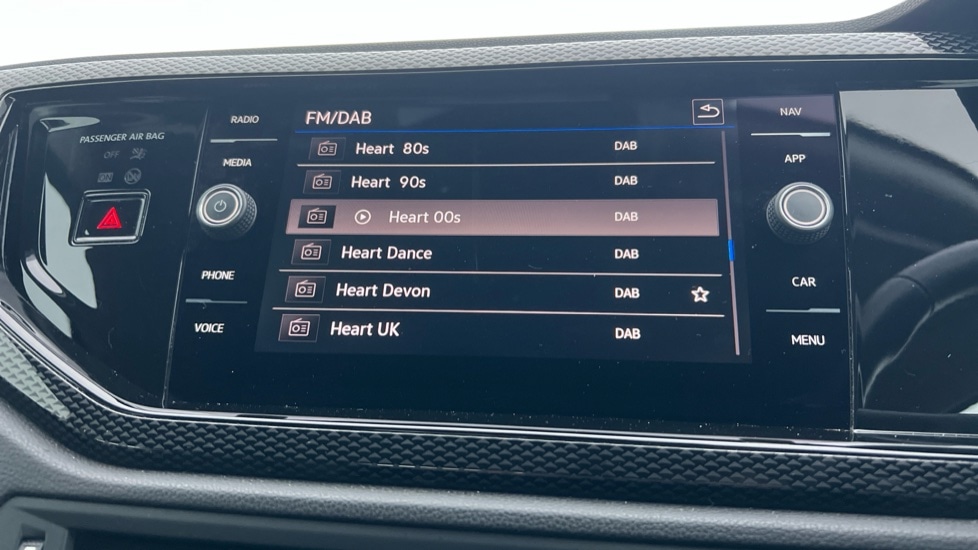 PASSENGER AIR BAG
OFF
RADIO
MEDIA
PHONE
VOICE
FM/DAB
Heart 80s DAB
Heart 90s DAB
Heart 00s DAB
Heart Dance DAB
Heart Devon DAB
Heart UK DAB
NAV
APP
CAR
MENU